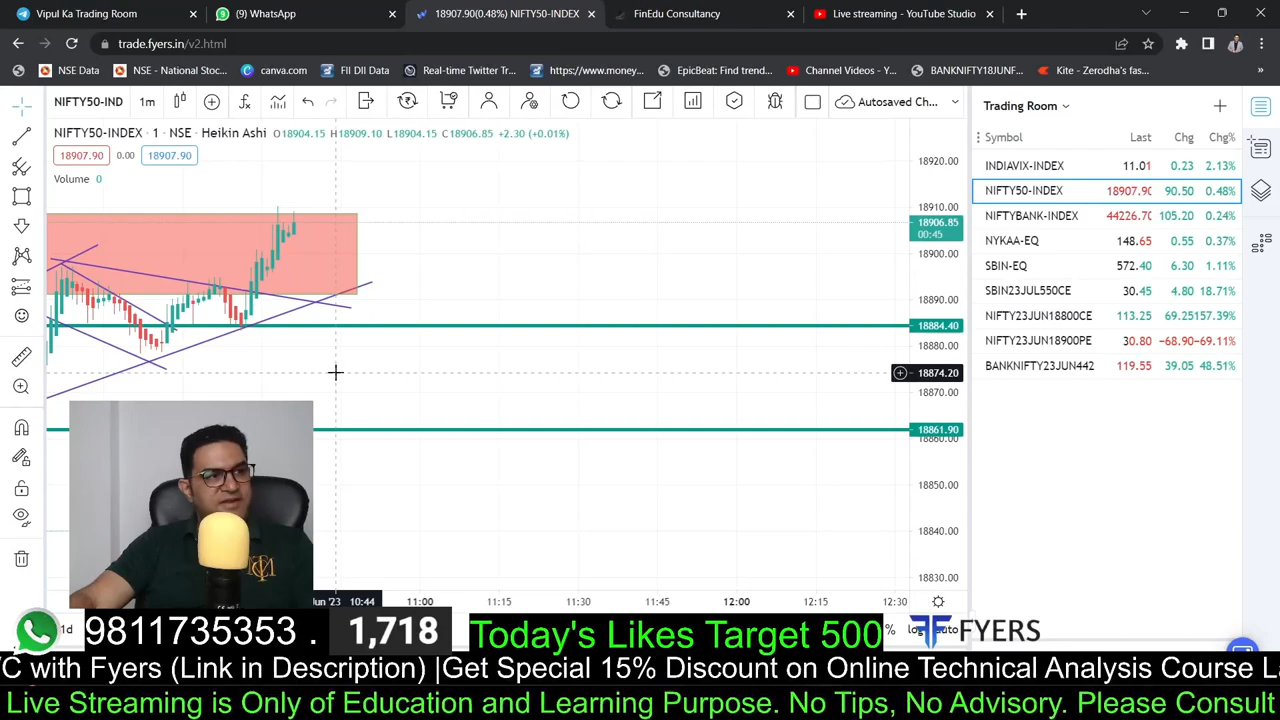 Vipul Ka Trading Room
(9) WhatsApp
18907.90(0.48%) NIFTY50-INDEX
FinEdu Consultancy
Live streaming - YouTube Studio
trade.fyers.in/v2.html
NSE Data
NSE - National Stoc...
canva.com
FII DII Data
Real-time Twitter Tr...
https://www.money...
EpicBeat: Find trend...
Channel Videos - Y...
BANKNIFTY18JUNF...
Kite - Zerodha's fas...
NIFTY50-IND
1m
Autosaved Ch...
Trading Room
NIFTY50-INDEX · 1 · NSE Heikin Ashi O18904.15 H18909.10 L18904.15 C18906.85 +2.30 (+0.01%)
18907.90 0.00 18907.90
Volume 0
18920.00
18910.00
18906.85
00:45
18900.00
18890.00
18884.40
18880.00
18874.20
18870.00
18861.90
18860.00
18850.00
18840.00
18830.00
Symbol Last Chg Chg%
INDIAVIX-INDEX 11.01 0.23 2.13%
NIFTY50-INDEX 18907.90 90.50 0.48%
NIFTYBANK-INDEX 44226.70 105.20 0.24%
NYKAA-EQ 148.65 0.55 0.37%
SBIN-EQ 572.40 6.30 1.11%
SBIN23JUL550CE 30.45 4.80 18.71%
NIFTY23JUN18800CE 113.25 69.25 157.39%
NIFTY23JUN18900PE 30.80 −68.90 −69.11%
BANKNIFTY23JUN442 119.55 39.05 48.51%
Jun '23 10:44
11:00
11:15
11:30
11:45
12:00
12:15
12:30
1d
% log auto
9811735353 .
1,718
Today's Likes Target 500
FYERS
YC with Fyers (Link in Description) |Get Special 15% Discount on Online Technical Analysis Course La
Live Streaming is Only of Education and Learning Purpose. No Tips, No Advisory. Please Consult